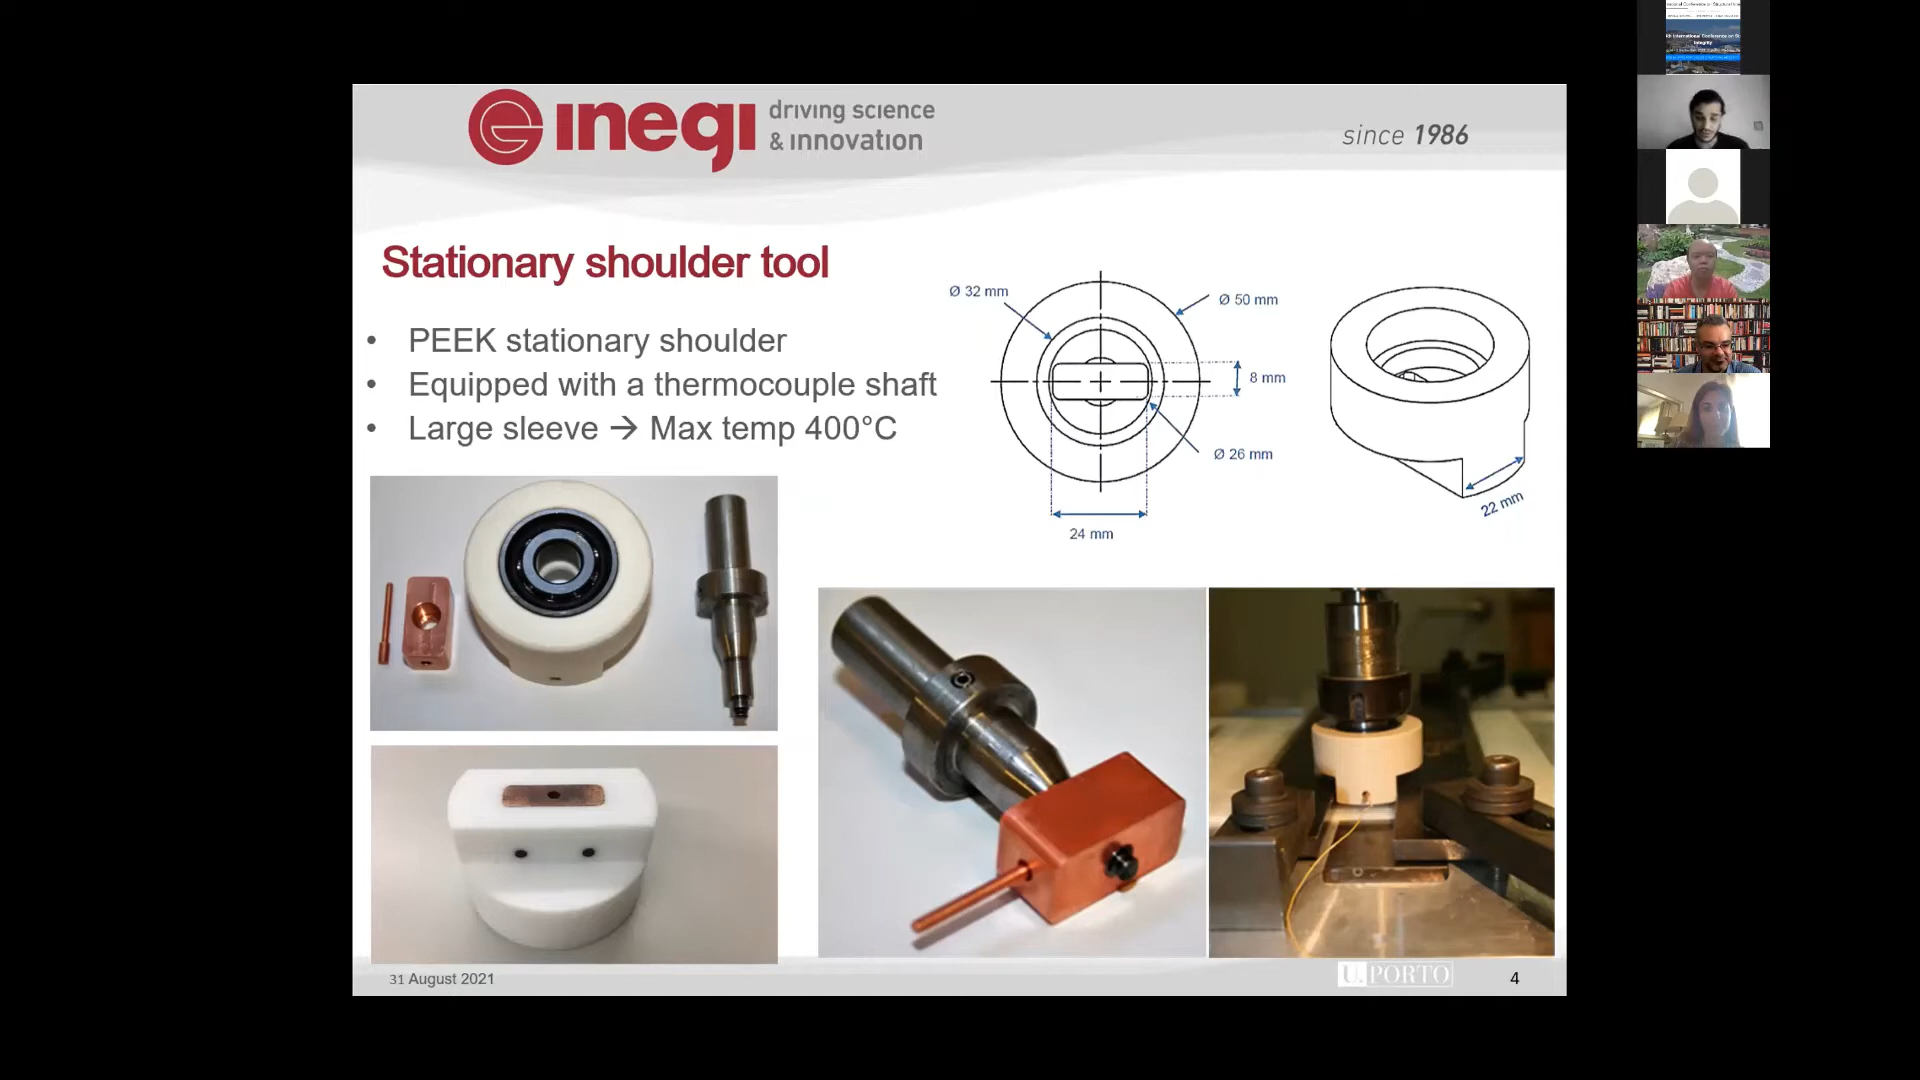 inegi driving science
& innovation
since 1986
Stationary shoulder tool
• PEEK stationary shoulder
• Equipped with a thermocouple shaft
• Large sleeve → Max temp 400°C
Ø 32 mm
Ø 50 mm
8 mm
Ø 26 mm
24 mm
22 mm
31 August 2021
U. PORTO
4
Integrity